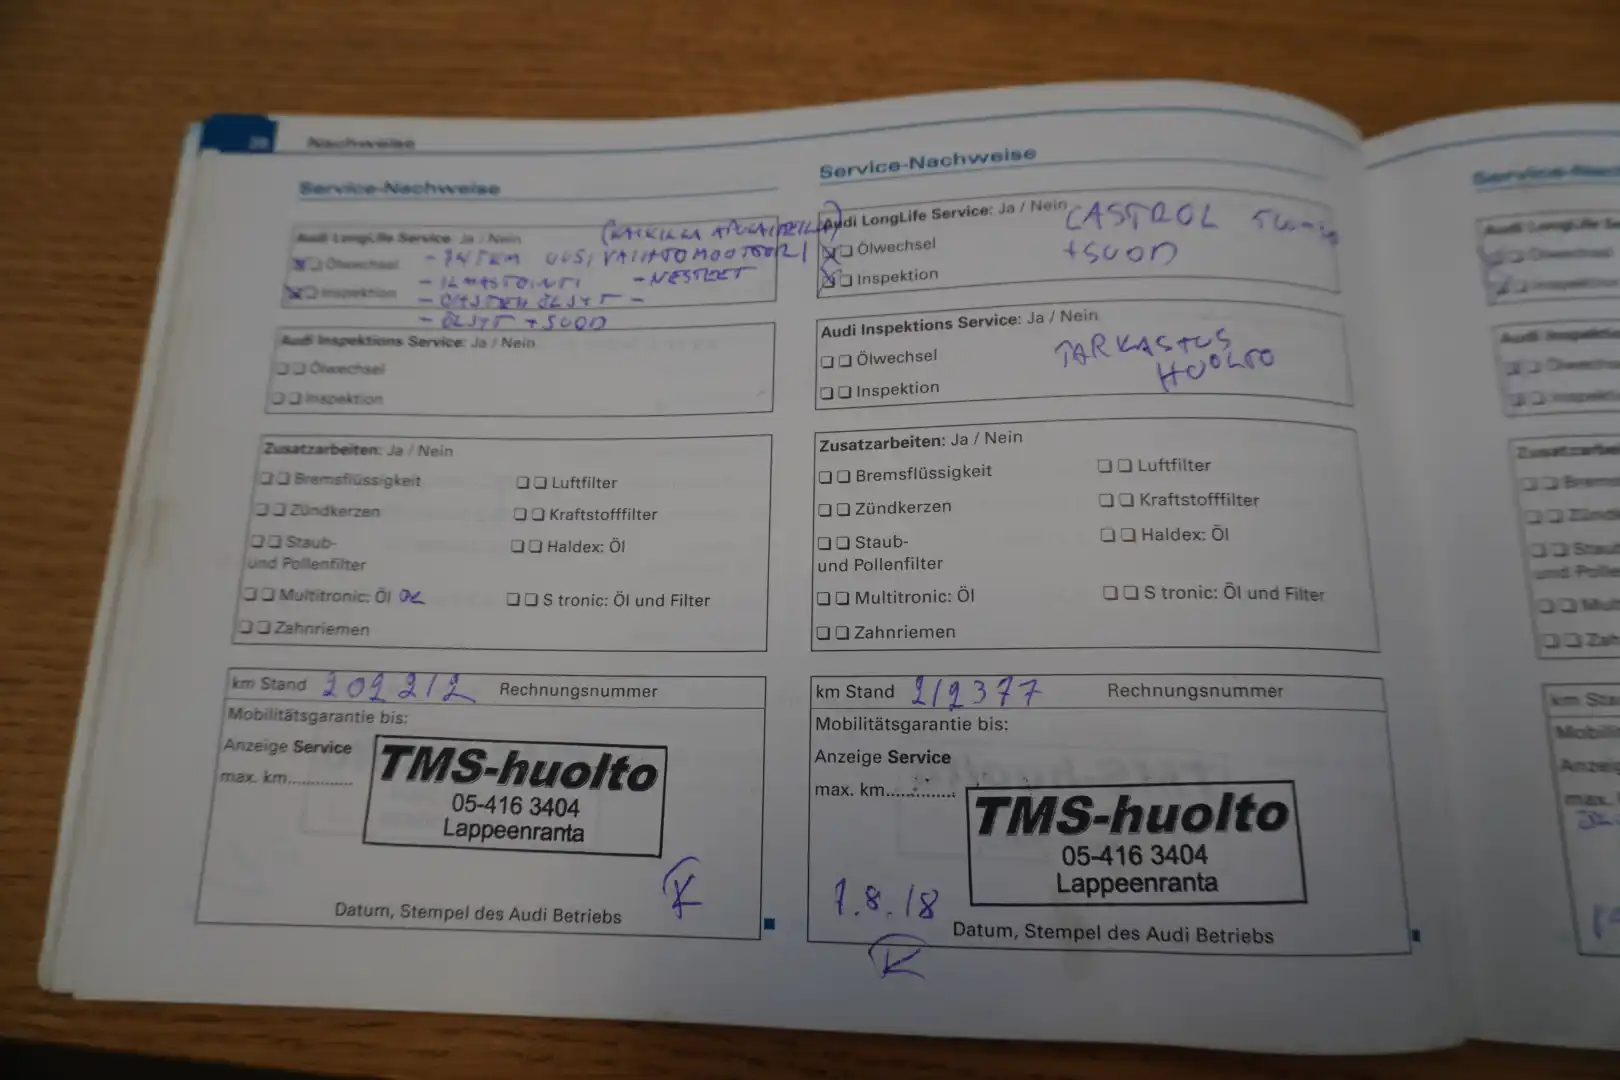 28
Nachweise
Service-Nachweise
Audi LongLife Service: Ja / Nein
Ölwechsel
Inspektion
UUSI VAIHTOMOOTTORI
- ILMASTOINTI
- NESTEET
ÖLJYT -
- ÖLJYT + SUOD
Audi Inspektions Service: Ja / Nein
Ölwechsel
Inspektion
Zusatzarbeiten: Ja / Nein
Bremsflüssigkeit
Luftfilter
Zündkerzen
Kraftstofffilter
Staub-
und Pollenfilter
Haldex: Öl
Multitronic: Öl OK
S tronic: Öl und Filter
Zahnriemen
km Stand 202212 Rechnungsnummer
Mobilitätsgarantie bis:
Anzeige Service
max. km..............
TMS-huolto
05-416 3404
Lappeenranta
Datum, Stempel des Audi Betriebs
Service-Nachweise
Audi LongLife Service: Ja / Nein CASTROL
Ölwechsel
+ SUOD
Inspektion
Audi Inspektions Service: Ja / Nein
Ölwechsel
TARKASTUS
HUOLTO
Inspektion
Zusatzarbeiten: Ja / Nein
Bremsflüssigkeit
Luftfilter
Zündkerzen
Kraftstofffilter
Staub-
und Pollenfilter
Haldex: Öl
Multitronic: Öl
S tronic: Öl und Filter
Zahnriemen
km Stand 212377 Rechnungsnummer
Mobilitätsgarantie bis:
Anzeige Service
max. km..............
TMS-huolto
05-416 3404
Lappeenranta
1.8.18
Datum, Stempel des Audi Betriebs